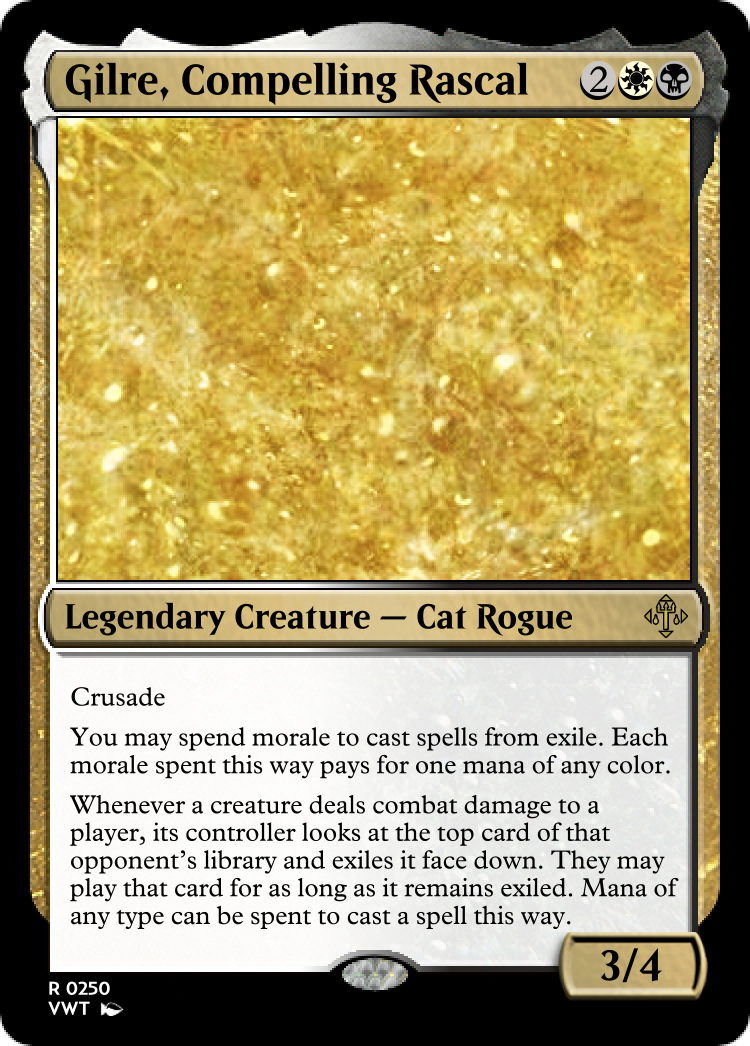 Gilre, Compelling Rascal 2
Legendary Creature — Cat Rogue
Crusade
You may spend morale to cast spells from exile. Each
morale spent this way pays for one mana of any color.
Whenever a creature deals combat damage to a
player, its controller looks at the top card of that
opponent's library and exiles it face down. They may
play that card for as long as it remains exiled. Mana of
any type can be spent to cast a spell this way.
3/4
R 0250
VWT